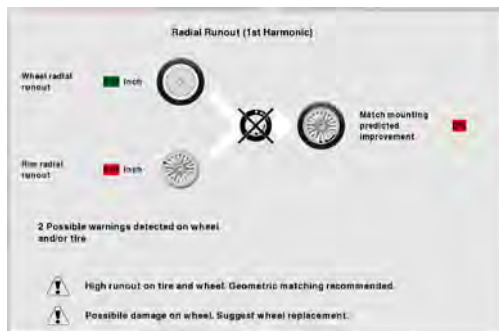 Radial Runout (1st Harmonic)
Wheel radial
runout
inch
Match mounting
predicted
improvement
Rim radial
runout
inch
2 Possible warnings detected on wheel
and/or tire
High runout on tire and wheel. Geometric matching recommended.
Possibile damage on wheel. Suggest wheel replacement.